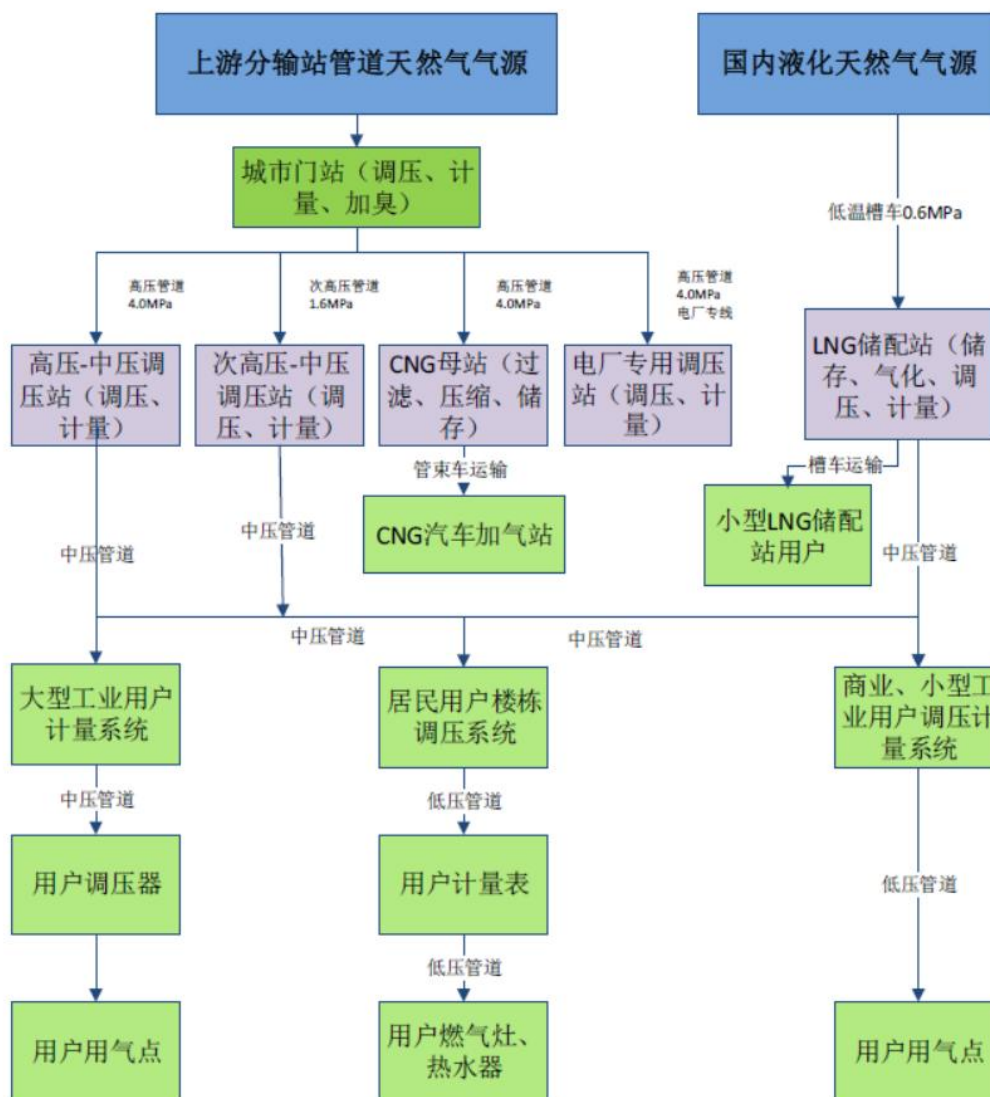 上游分输站管道天然气气源
国内液化天然气气源
城市门站（调压、计
量、加臭）
低温槽车0.6MPa
高压管道
4.0MPa
次高压管道
1.6MPa
高压管道
4.0MPa
高压管道
4.0MPa
电厂专线
高压-中压调
压站（调压、
计量）
次高压-中压
调压站（调
压、计量）
CNG母站（过
滤、压缩、储
存）
电厂专用调压
站（调压、计
量）
LNG储配站（储
存、气化、调
压、计量）
管束车运输
槽车运输
CNG汽车加气站
小型LNG储配
站用户
中压管道
中压管道
中压管道
中压管道
中压管道
大型工业用户
计量系统
居民用户楼栋
调压系统
商业、小型工
业用户调压计
量系统
中压管道
低压管道
用户调压器
用户计量表
低压管道
低压管道
用户用气点
用户燃气灶、
热水器
用户用气点